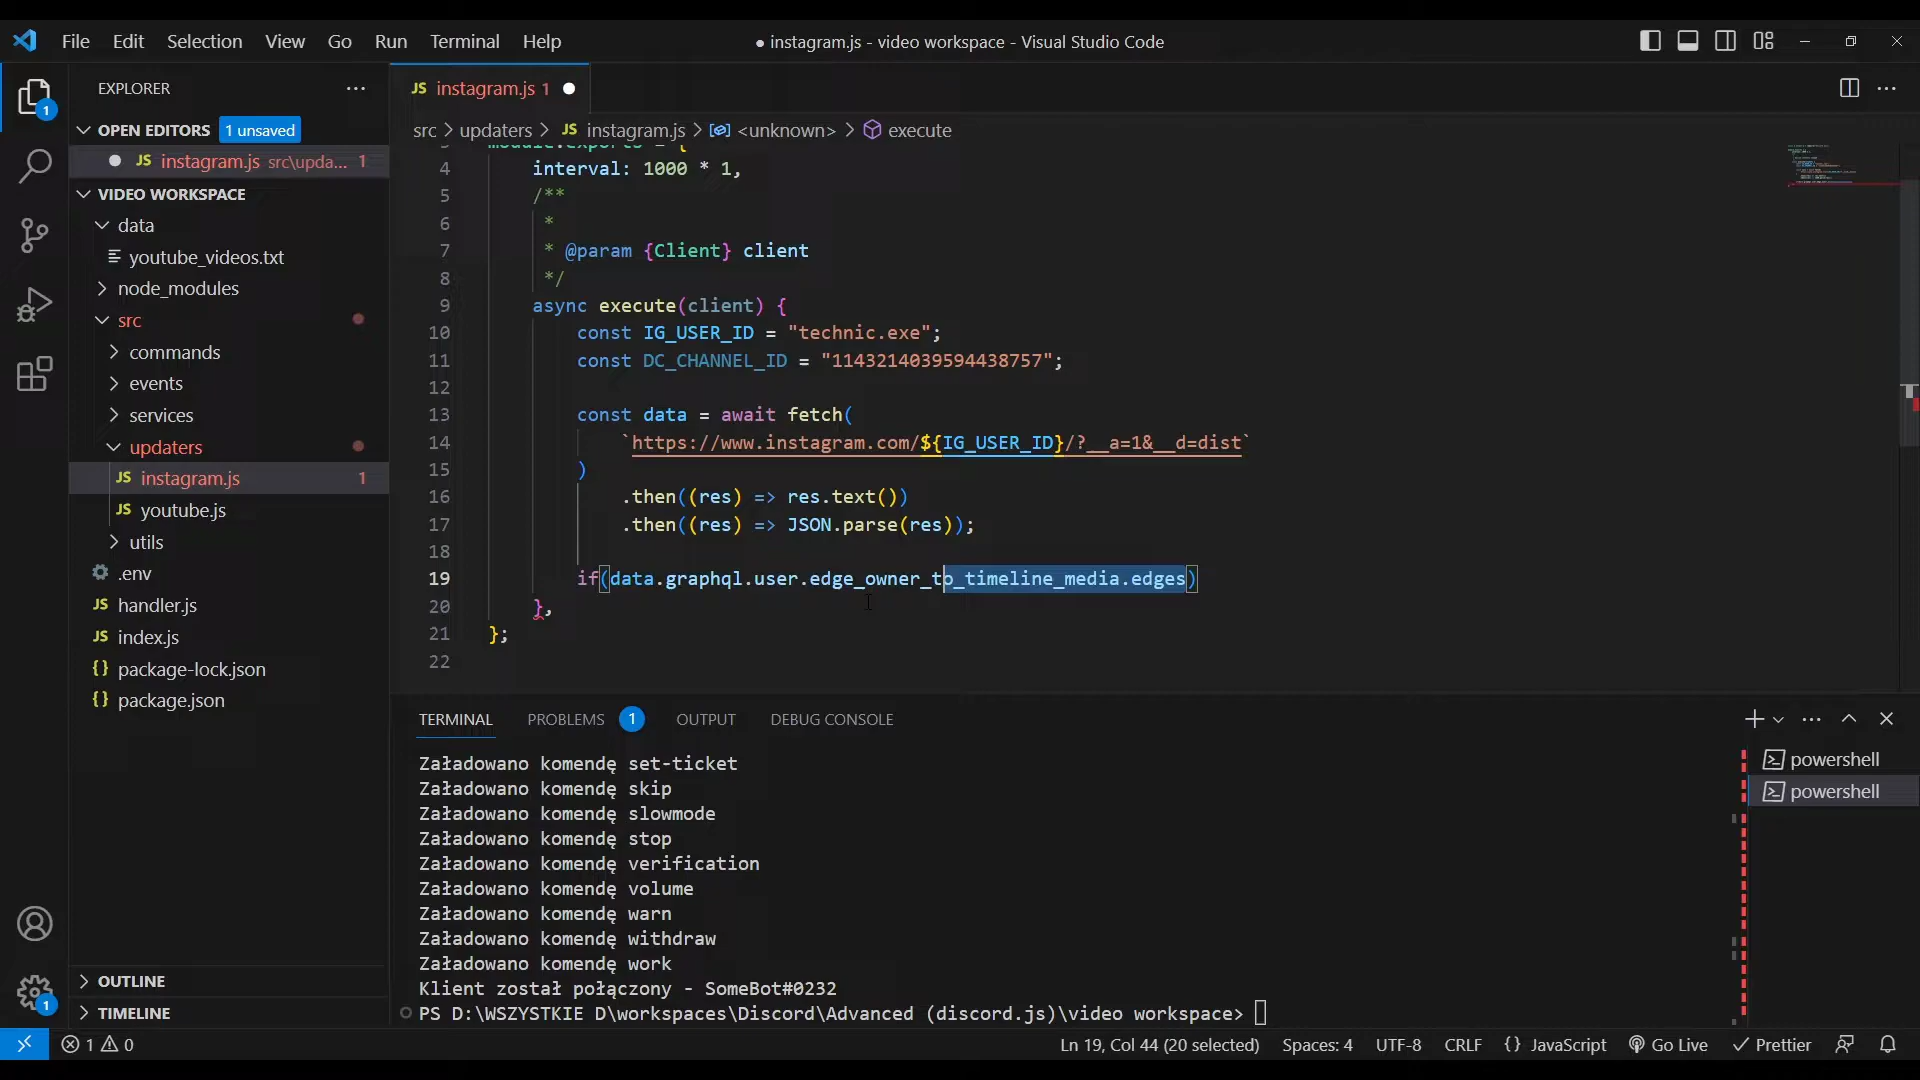 File Edit Selection View Go Run Terminal Help
● instagram.js - video workspace - Visual Studio Code
EXPLORER
JS instagram.js 1
1
OPEN EDITORS 1 unsaved
src > updaters > JS instagram.js > <unknown> > execute
JS instagram.js src\upda... 1
VIDEO WORKSPACE
data
youtube_videos.txt
node_modules
src
commands
events
services
updaters
JS instagram.js 1
JS youtube.js
utils
.env
JS handler.js
JS index.js
{} package-lock.json
{} package.json
OUTLINE
TIMELINE
1
3 module.exports = {
4 interval: 1000 * 1,
5 /**
6 *
7 * @param {Client} client
8 */
9 async execute(client) {
10 const IG_USER_ID = "technic.exe";
11 const DC_CHANNEL_ID = "1143214039594438757";
12
13 const data = await fetch(
14 `https://www.instagram.com/${IG_USER_ID}/?__a=1&__d=dist`
15 )
16 .then((res) => res.text())
17 .then((res) => JSON.parse(res));
18
19 if(data.graphql.user.edge_owner_to_timeline_media.edges)
20 },
21 };
22
TERMINAL PROBLEMS 1 OUTPUT DEBUG CONSOLE
Załadowano komendę set-ticket
Załadowano komendę skip
Załadowano komendę slowmode
Załadowano komendę stop
Załadowano komendę verification
Załadowano komendę volume
Załadowano komendę warn
Załadowano komendę withdraw
Załadowano komendę work
Klient został połączony - SomeBot#0232
PS D:\WSZYSTKIE D\workspaces\Discord\Advanced (discord.js)\video workspace>
powershell
powershell
1 0
Ln 19, Col 44 (20 selected) Spaces: 4 UTF-8 CRLF {} JavaScript Go Live Prettier